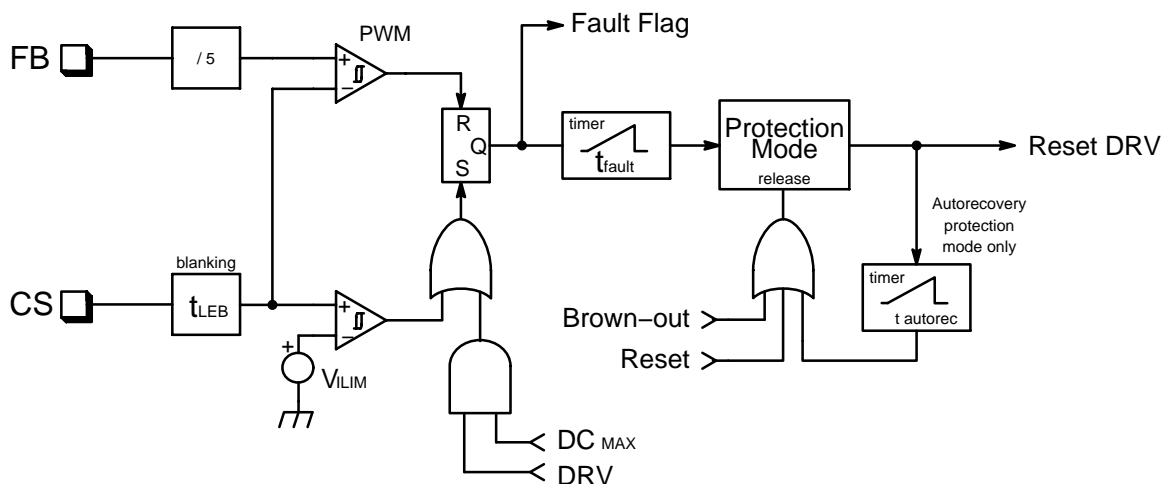 PWM
Fault Flag
FB
/ 5
+
−
R
Q
S
timer
tfault
Protection
Mode
release
Reset DRV
Autorecovery
protection
mode only
blanking
CS
tLEB
+
−
timer
t autorec
+
VILIM
Brown−out
Reset
DC MAX
DRV